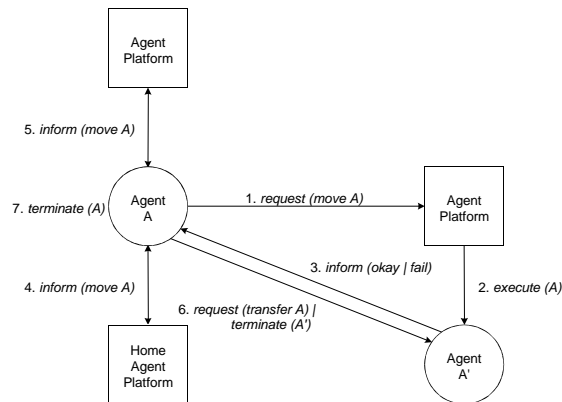 Agent
Platform
5. inform (move A)
Agent
A
7. terminate (A)
1. request (move A)
Agent
Platform
3. inform (okay | fail)
2. execute (A)
4. inform (move A)
6. request (transfer A) |
terminate (A')
Home
Agent
Platform
Agent
A'